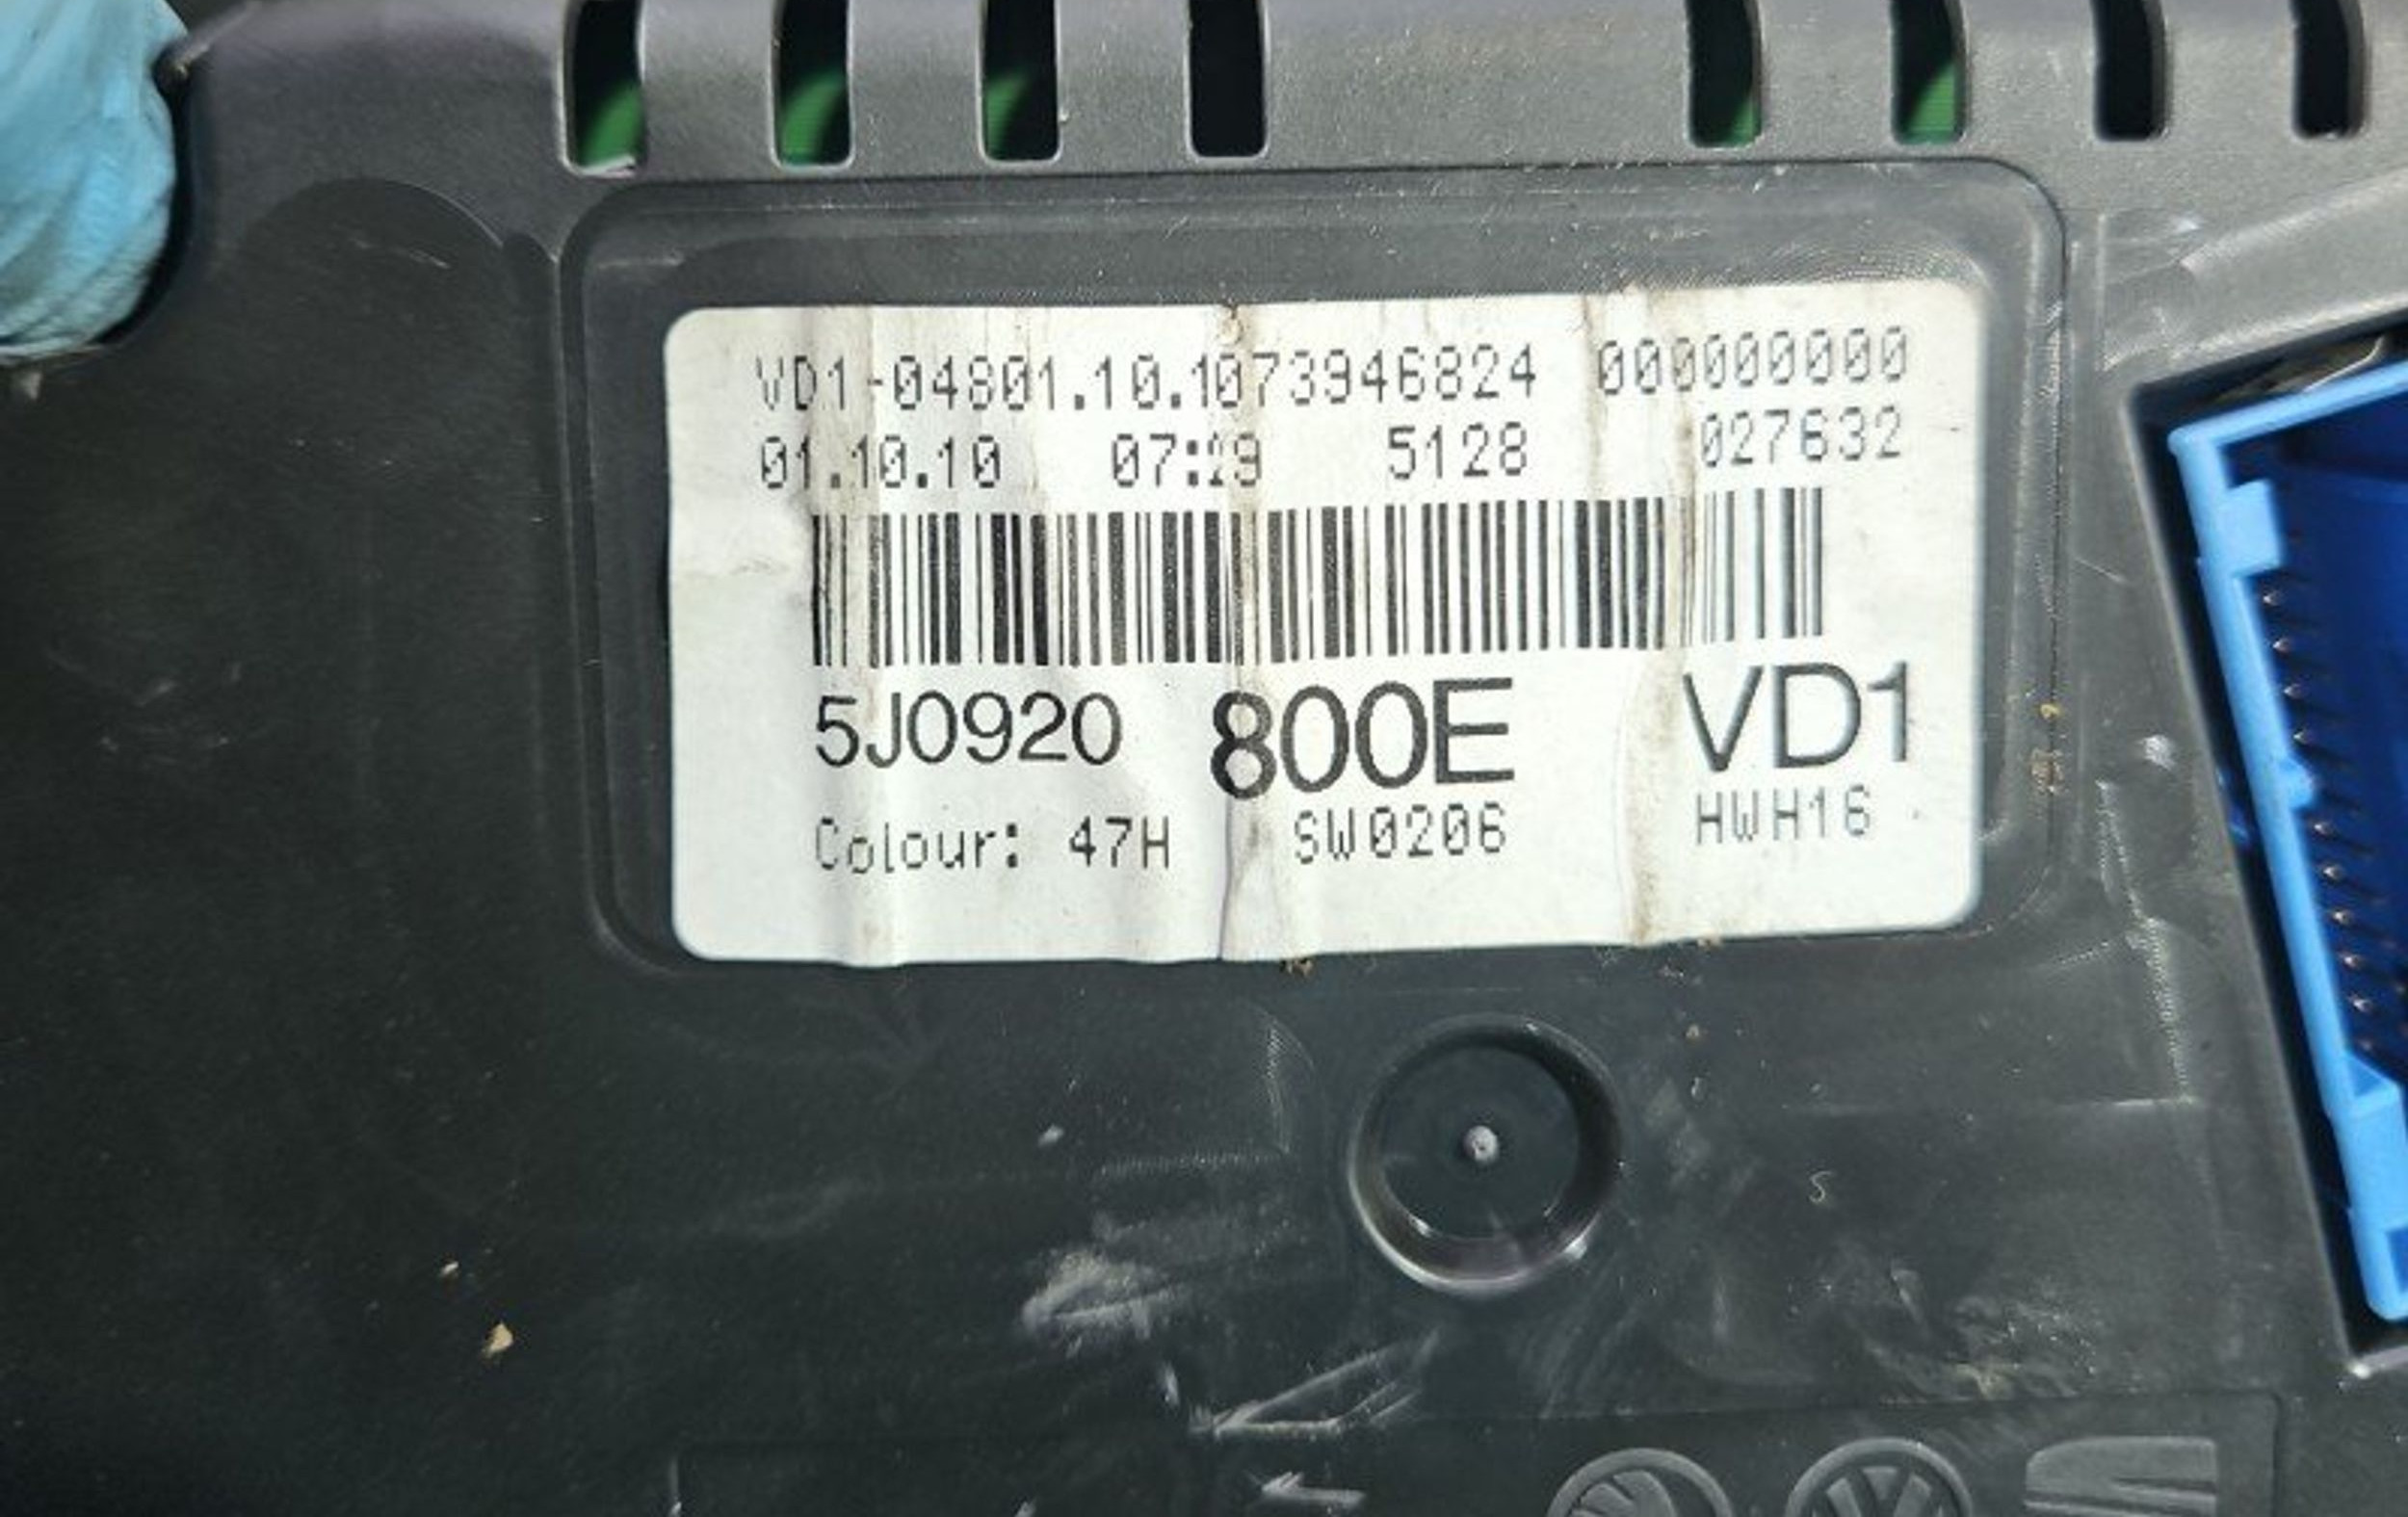 VD1-04801.10.1073946824 000000000
01.10.10 07:29 5128 027632
5J0920 800E VD1
Colour: 47H SW0206 HWH16